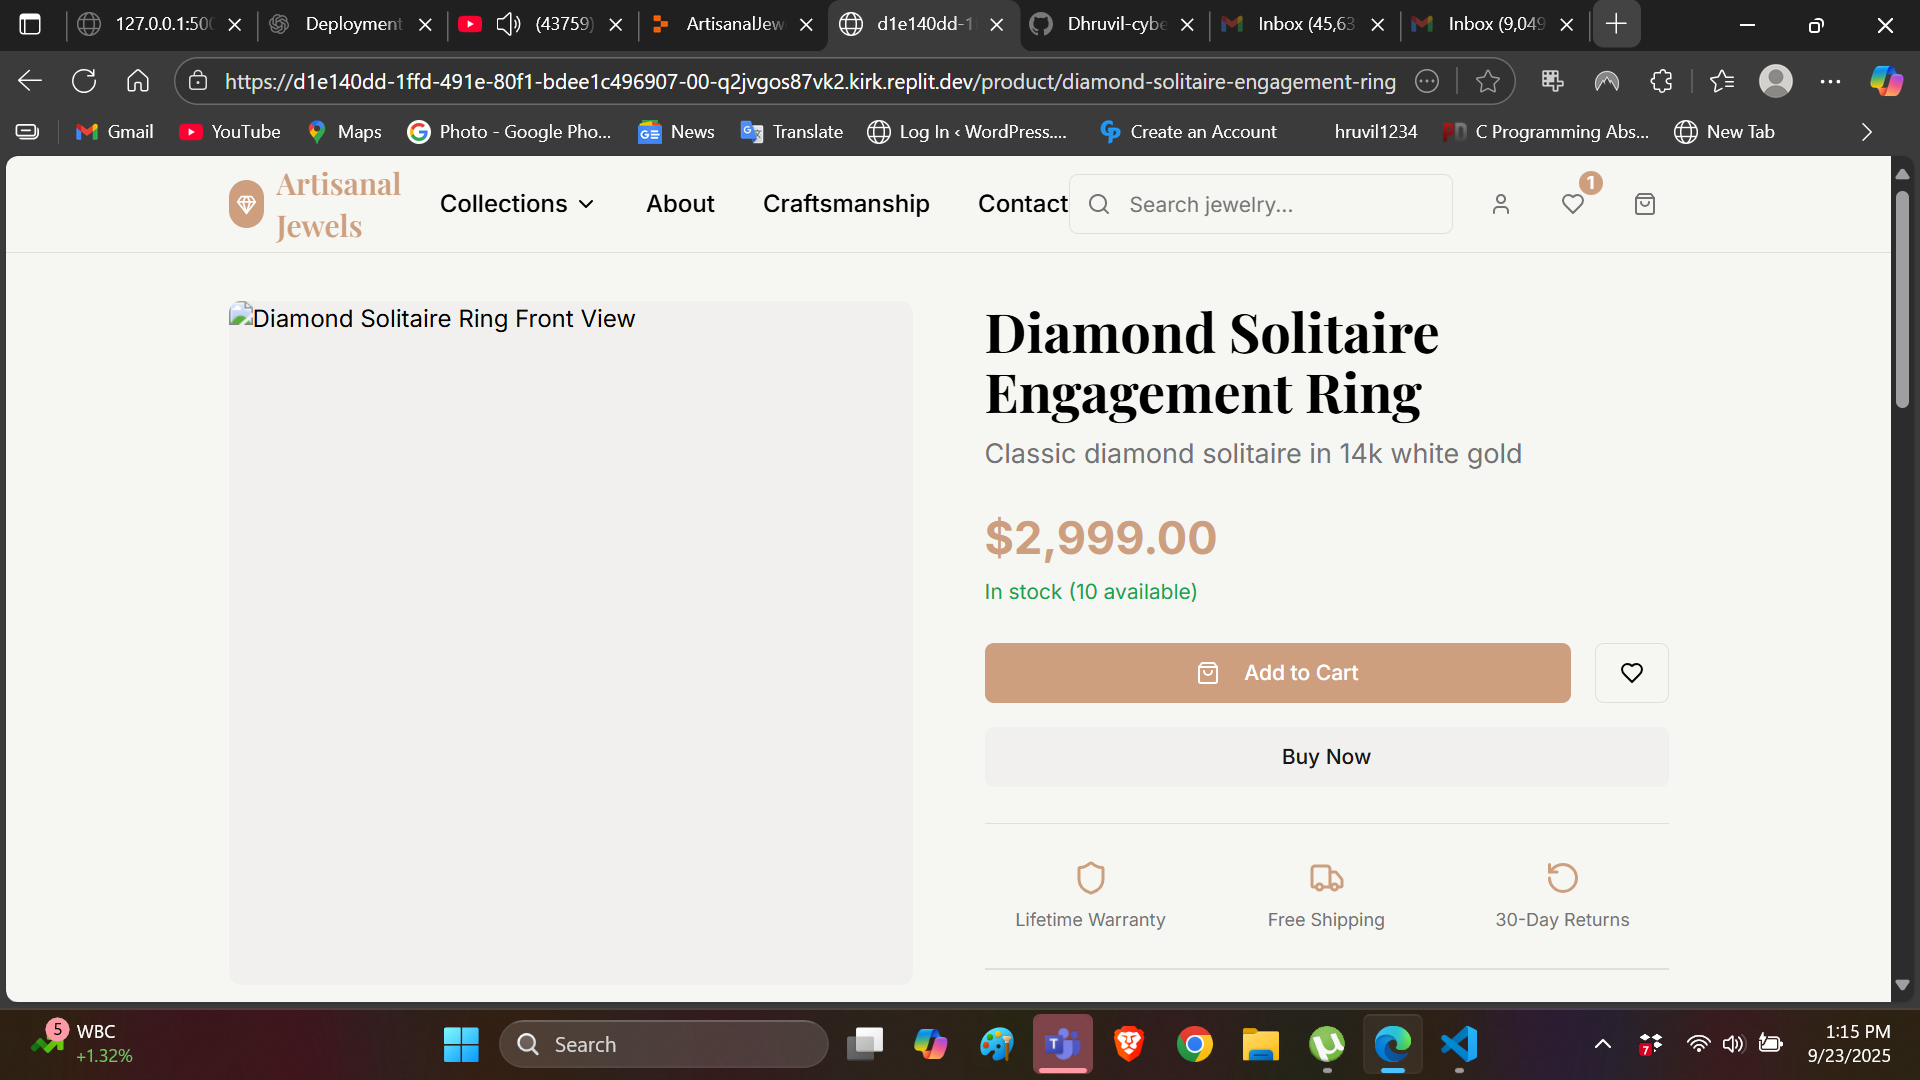 127.0.0.1:500
Deployment
(43759)
ArtisanalJew
d1e140dd-1f
Dhruvil-cybe
Inbox (45,63
Inbox (9,049
https://d1e140dd-1ffd-491e-80f1-bdee1c496907-00-q2jvgos87vk2.kirk.replit.dev/product/diamond-solitaire-engagement-ring
Gmail
YouTube
Maps
Photo - Google Pho...
News
Translate
Log In ‹ WordPress....
Create an Account
hruvil1234
C Programming Abs...
New Tab
Artisanal
Jewels
Collections
About
Craftsmanship
Contact
Search jewelry...
1
Diamond Solitaire Ring Front View
Diamond Solitaire
Engagement Ring
Classic diamond solitaire in 14k white gold
$2,999.00
In stock (10 available)
Add to Cart
Buy Now
Lifetime Warranty
Free Shipping
30-Day Returns
5
WBC
+1.32%
Search
7
1:15 PM
9/23/2025